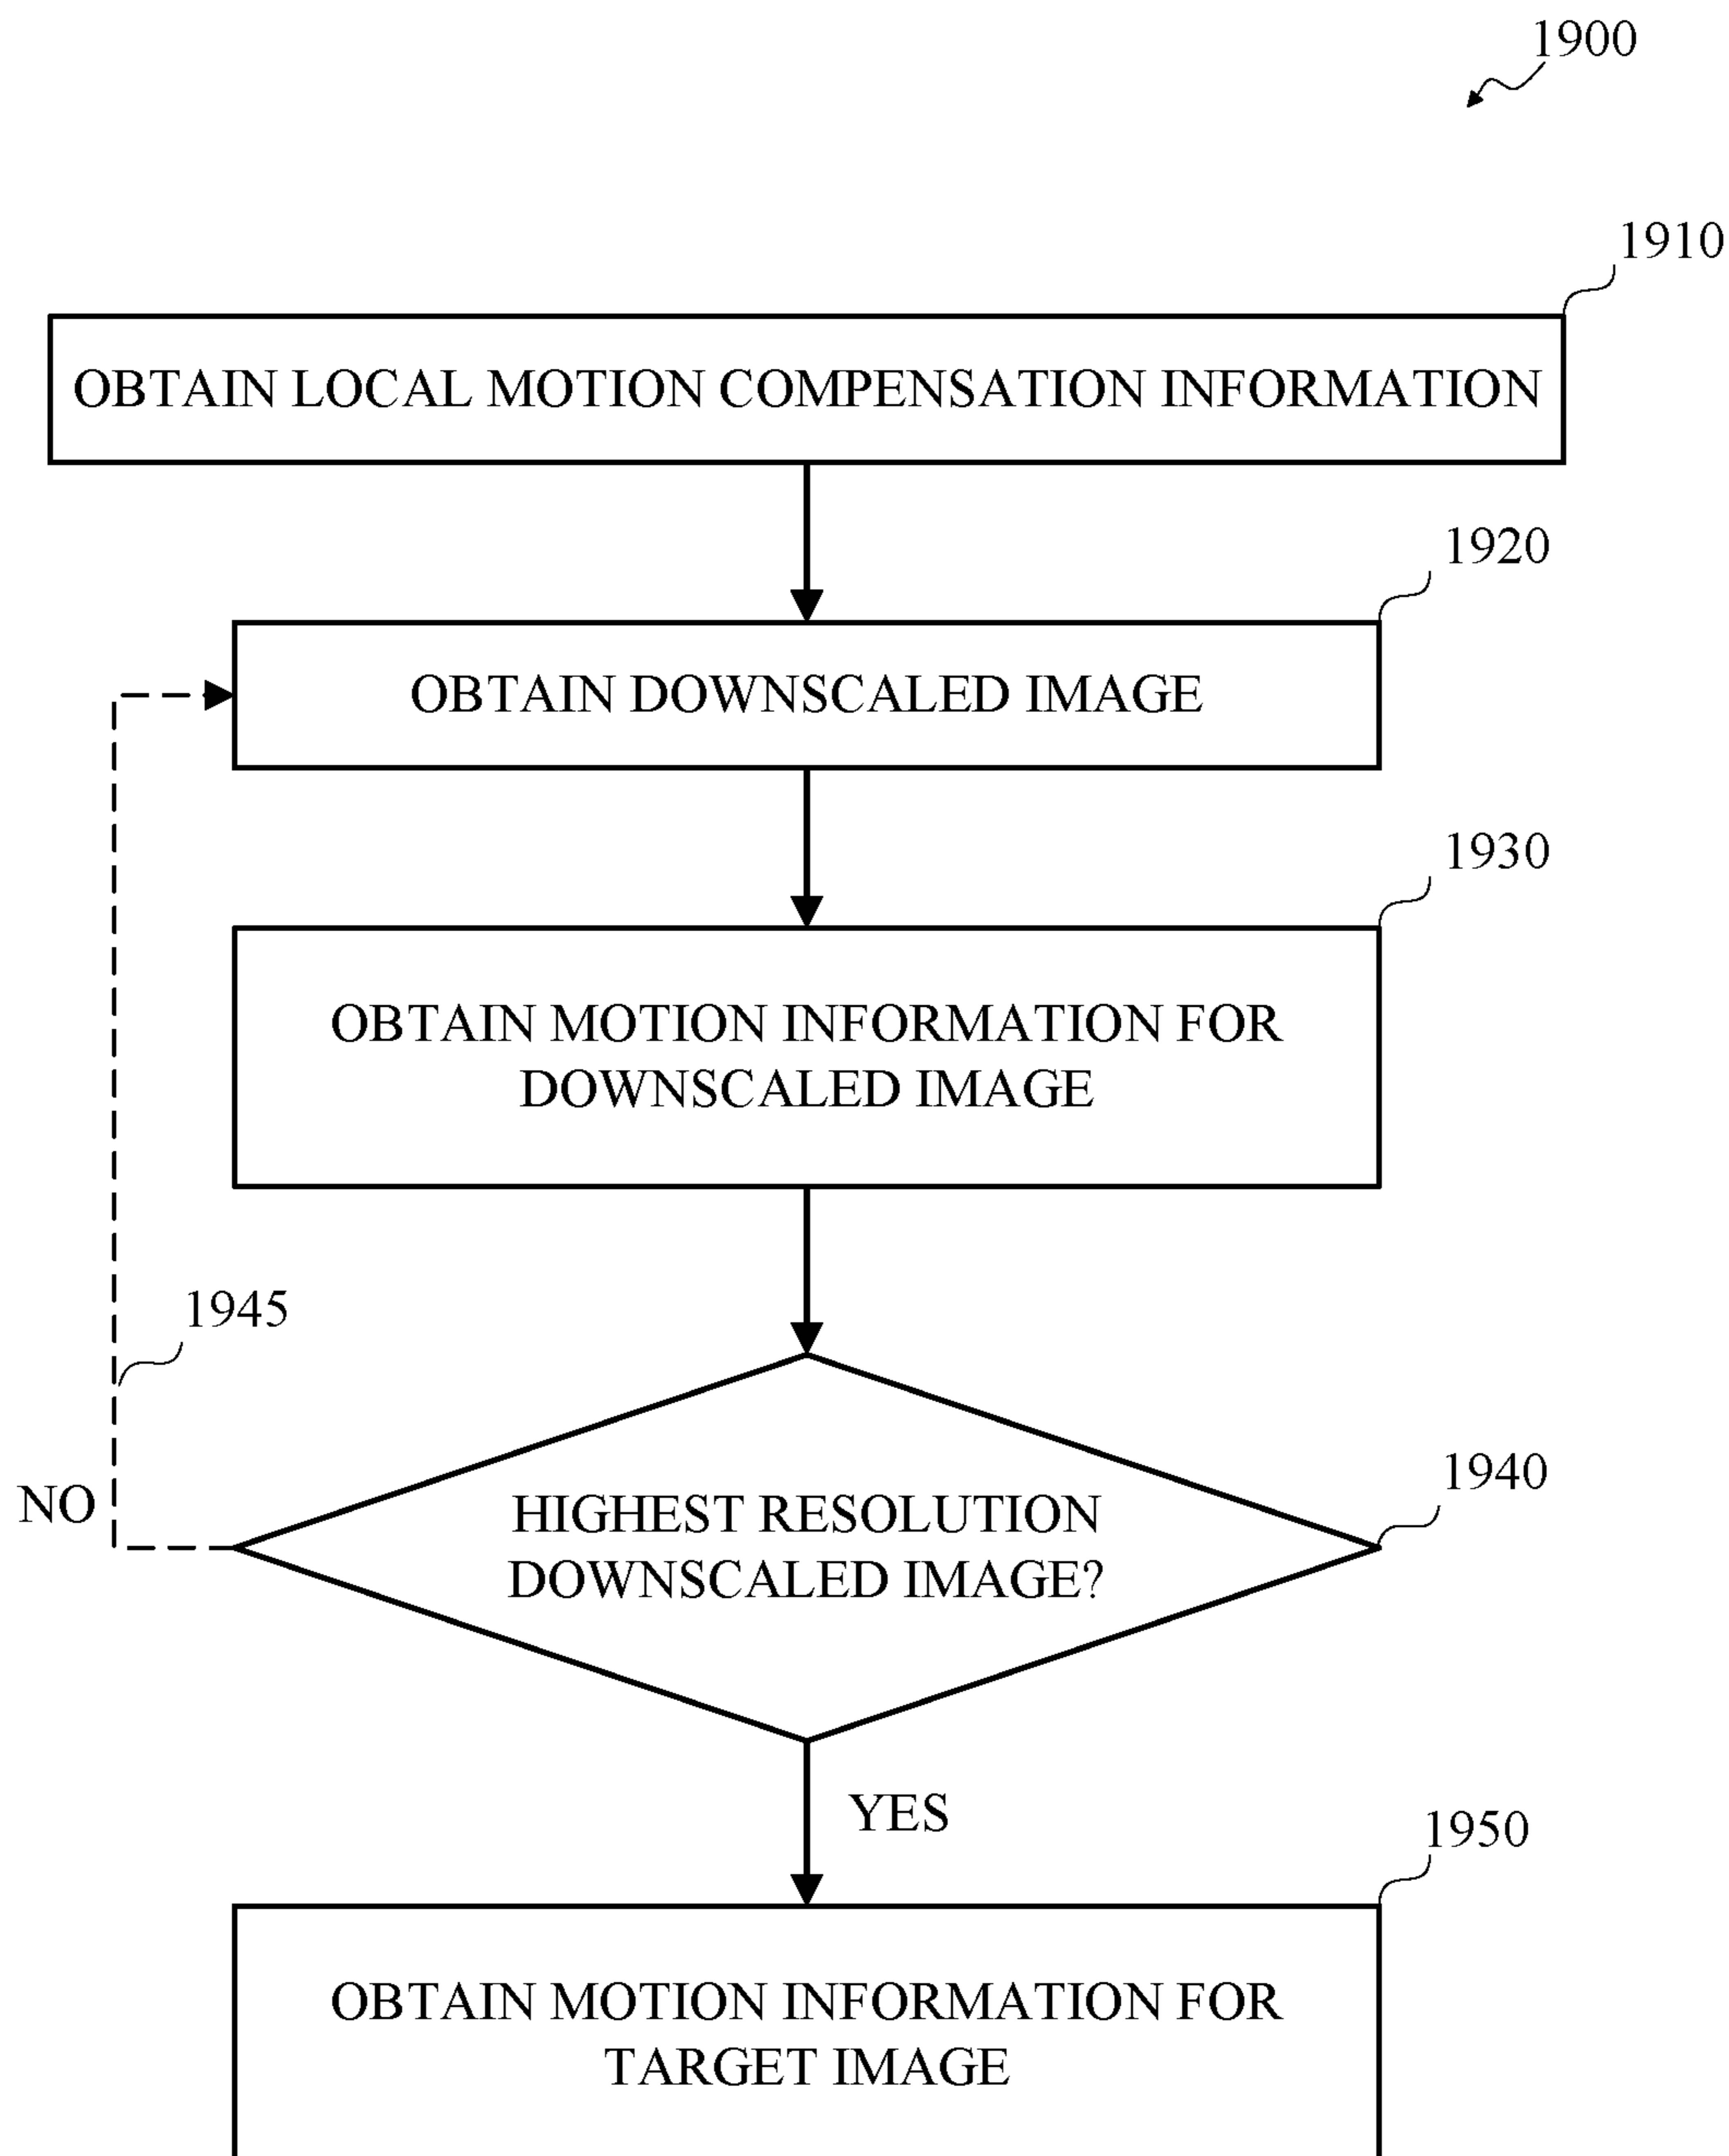 1900
1910
OBTAIN LOCAL MOTION COMPENSATION INFORMATION
1920
OBTAIN DOWNSCALED IMAGE
1930
OBTAIN MOTION INFORMATION FOR
DOWNSCALED IMAGE
1945
1940
NO
HIGHEST RESOLUTION
DOWNSCALED IMAGE?
YES
1950
OBTAIN MOTION INFORMATION FOR
TARGET IMAGE